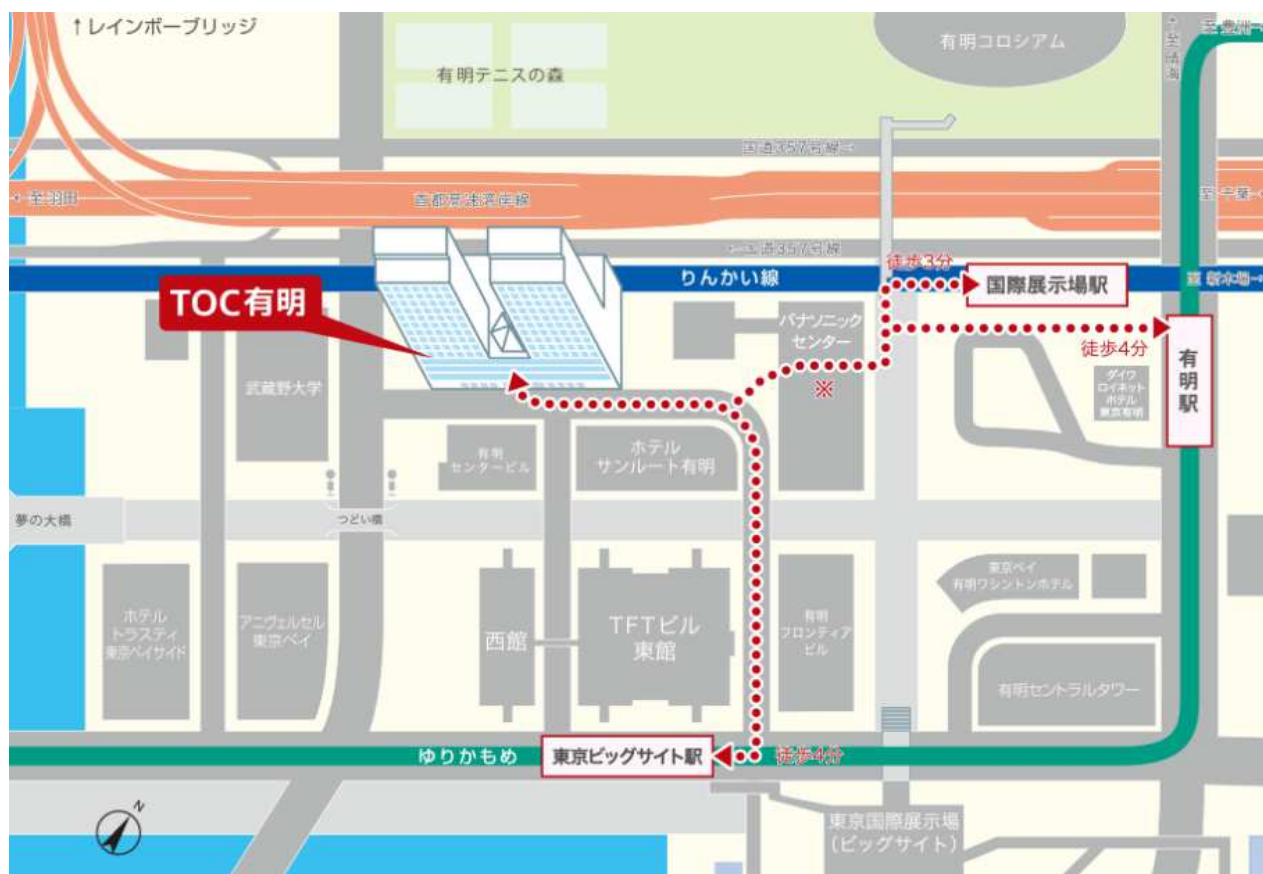 ↑レインボーブリッジ
有明テニスの森
有明コロシアム
↑至晴海
至 豊洲→
国道357号線→
←至 羽田
首都高速湾岸線
至 千葉→
←国道357号線
りんかい線
徒歩3分
国際展示場駅
至 新木場→
TOC有明
パナソニック
センター
※
徒歩4分
有明駅
武蔵野大学
ダイワ
ロイネット
ホテル
東京有明
有明
センタービル
ホテル
サンルート有明
夢の大橋
つどい橋
東京ベイ
有明ワシントンホテル
ホテル
トラスティ
東京ベイサイド
アニヴェルセル
東京ベイ
西館
TFTビル
東館
有明
フロンティア
ビル
有明セントラルタワー
ゆりかもめ
東京ビッグサイト駅
徒歩4分
N
東京国際展示場
(ビッグサイト)